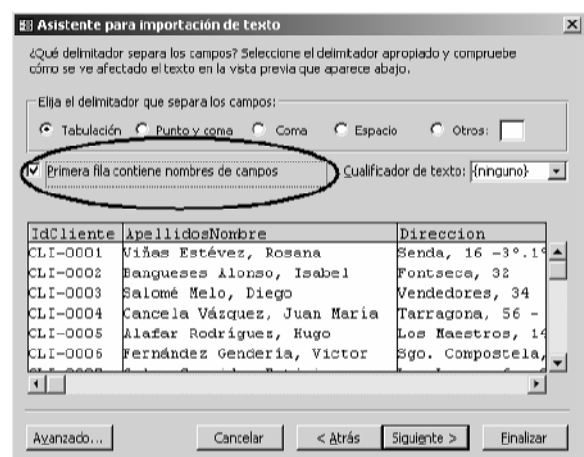 Asistente para importación de texto
¿Qué delimitador separa los campos? Seleccione el delimitador apropiado y compruebe
cómo se ve afectado el texto en la vista previa que aparece abajo.
Elija el delimitador que separa los campos:
Tabulación Punto y coma Coma Espacio Otros:
Primera fila contiene nombres de campos Cualificador de texto: {ninguno}
IdCliente ApellidosNombre Direccion
CLI-0001 Viñas Estévez, Rosana Senda, 16 -3º.1º
CLI-0002 Bangueses Alonso, Isabel Fontseca, 32
CLI-0003 Salomé Melo, Diego Vendedores, 34
CLI-0004 Cancela Vázquez, Juan María Tarragona, 56 -
CLI-0005 Alafar Rodríguez, Hugo Los Maestros, 14
CLI-0006 Fernández Gendería, Victor Sgo. Compostela,
Avanzado... Cancelar < Atrás Siguiente > Finalizar